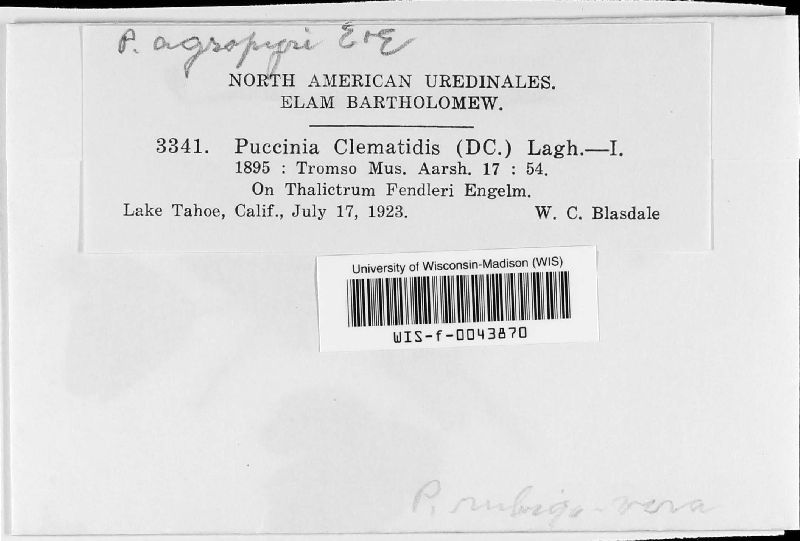 P. agropyri E+E
NORTH AMERICAN UREDINALES.
ELAM BARTHOLOMEW.
3341. Puccinia Clematidis (DC.) Lagh.—I.
1895 : Tromso Mus. Aarsh. 17 : 54.
On Thalictrum Fendleri Engelm.
Lake Tahoe, Calif., July 17, 1923. W. C. Blasdale
University of Wisconsin-Madison (WIS)
WIS-f-0043870
P. rubigo-vera